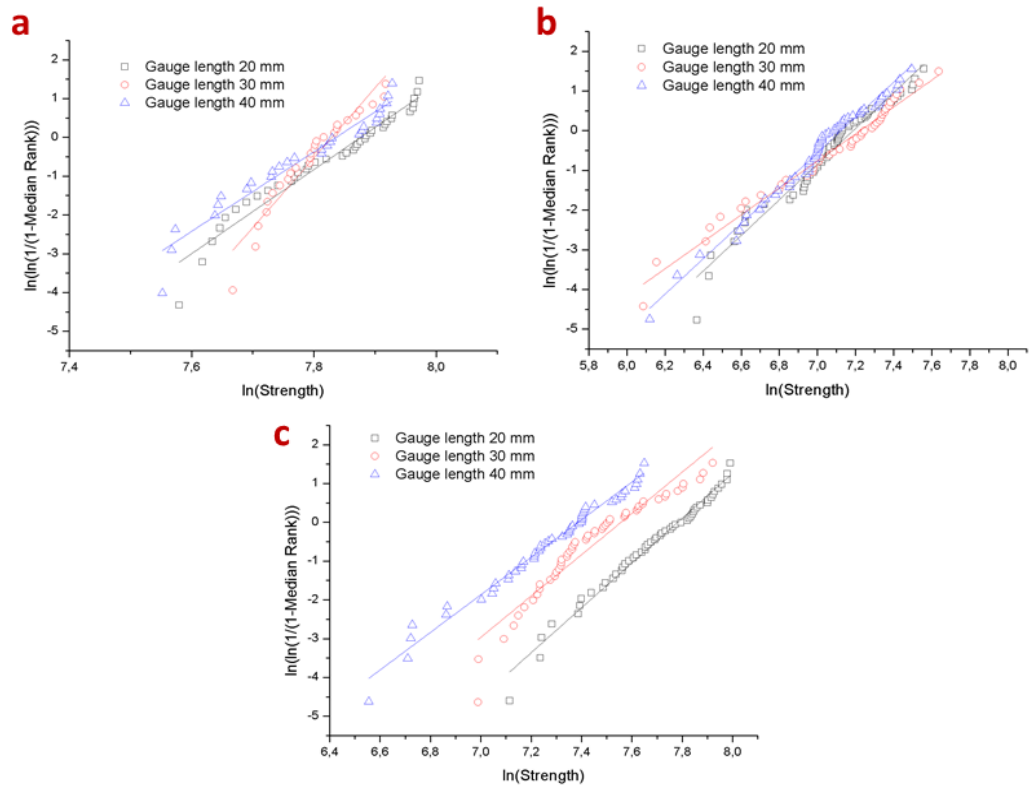 a
Gauge length 20 mm
Gauge length 30 mm
Gauge length 40 mm
2
1
0
-1
-2
-3
-4
-5
ln(ln(1/(1-Median Rank)))
7,4 7,6 7,8 8,0
ln(Strength)
b
Gauge length 20 mm
Gauge length 30 mm
Gauge length 40 mm
2
1
0
-1
-2
-3
-4
-5
ln(ln(1/(1-Median Rank)))
5,8 6,0 6,2 6,4 6,6 6,8 7,0 7,2 7,4 7,6 7,8 8,0
ln(Strength)
c
Gauge length 20 mm
Gauge length 30 mm
Gauge length 40 mm
2
1
0
-1
-2
-3
-4
-5
ln(ln(1/(1-Median Rank)))
6,4 6,6 6,8 7,0 7,2 7,4 7,6 7,8 8,0
ln(Strength)